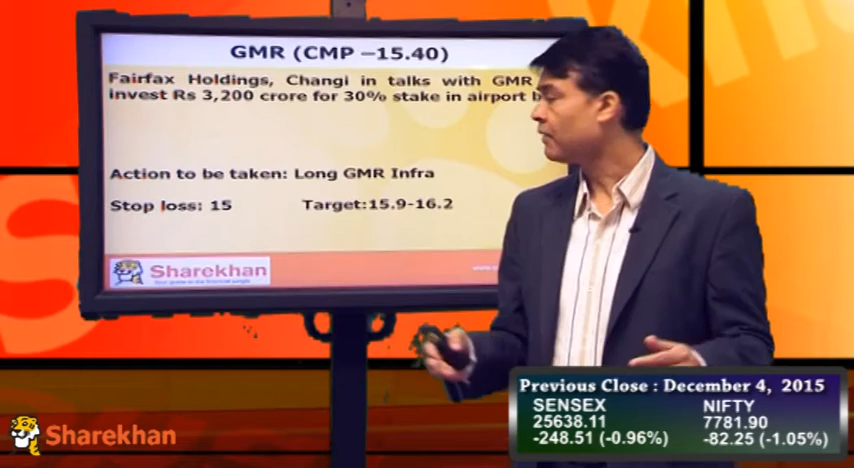 GMR (CMP –15.40)
Fairfax Holdings, Changi in talks with GMR
invest Rs 3,200 crore for 30% stake in airport
Action to be taken: Long GMR Infra
Stop loss: 15 Target:15.9-16.2
Sharekhan
Sharekhan
Previous Close : December 4, 2015
SENSEX NIFTY
25638.11 7781.90
-248.51 (-0.96%) -82.25 (-1.05%)